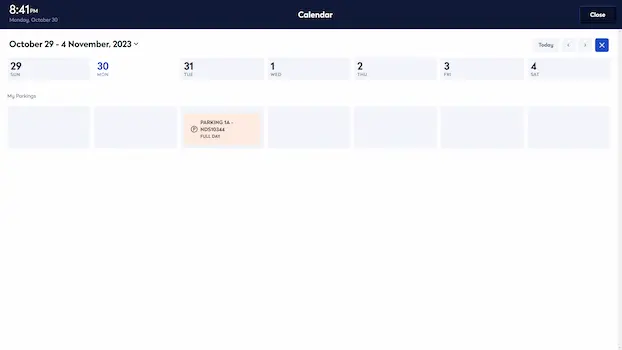 8:41PM
Monday, October 30
Calendar
Close
October 29 - 4 November, 2023
Today
29
SUN
30
MON
31
TUE
1
WED
2
THU
3
FRI
4
SAT
My Parkings
PARKING 1A -
NDS10344
FULL DAY